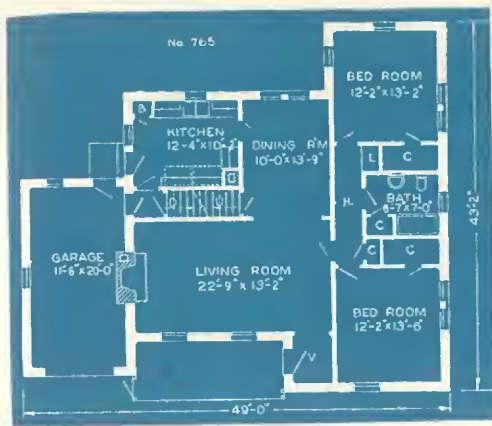 No. 765
BED ROOM
12'-2" x 13'-2"
B
KITCHEN
12'-4" x 10'-2"
DINING R'M
10'-0 x 13'-9"
L
C
BATH
8-7 x 7-0"
H.
C
D
U
C
C
GARAGE
11'-6" x 20'-0"
LIVING ROOM
22'-9" x 13'-2"
BED ROOM
12'-2" x 13'-6"
V
43'-2"
49'-0"